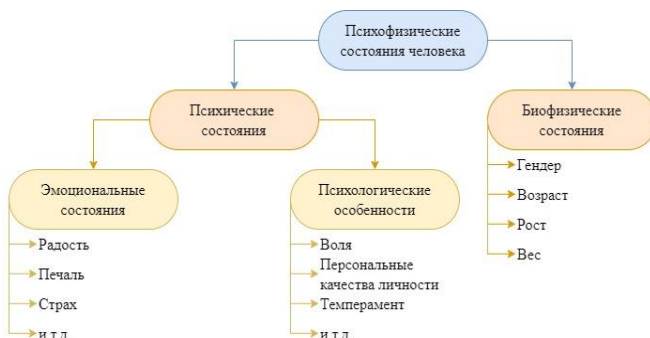 Психофизические
состояния человека
Психические
состояния
Биофизические
состояния
Эмоциональные
состояния
Психологические
особенности
Гендер
Возраст
Рост
Вес
Радость
Печаль
Страх
и.т.д
Воля
Персональные
качества личности
Темперамент
и.т.д